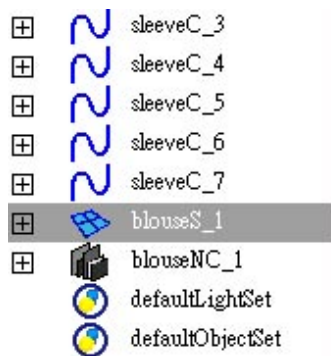 sleeveC_3
sleeveC_4
sleeveC_5
sleeveC_6
sleeveC_7
blouseS_1
blouseNC_1
defaultLightSet
defaultObjectSet